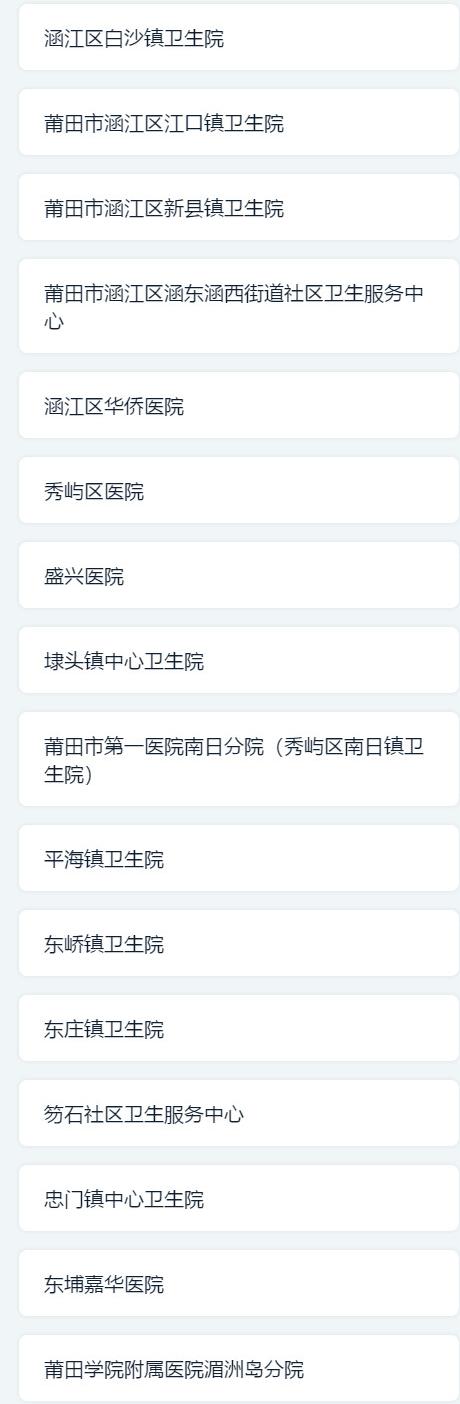 涵江区白沙镇卫生院
莆田市涵江区江口镇卫生院
莆田市涵江区新县镇卫生院
莆田市涵江区涵东涵西街道社区卫生服务中
心
涵江区华侨医院
秀屿区医院
盛兴医院
埭头镇中心卫生院
莆田市第一医院南日分院（秀屿区南日镇卫
生院）
平海镇卫生院
东峤镇卫生院
东庄镇卫生院
笏石社区卫生服务中心
忠门镇中心卫生院
东埔嘉华医院
莆田学院附属医院湄洲岛分院